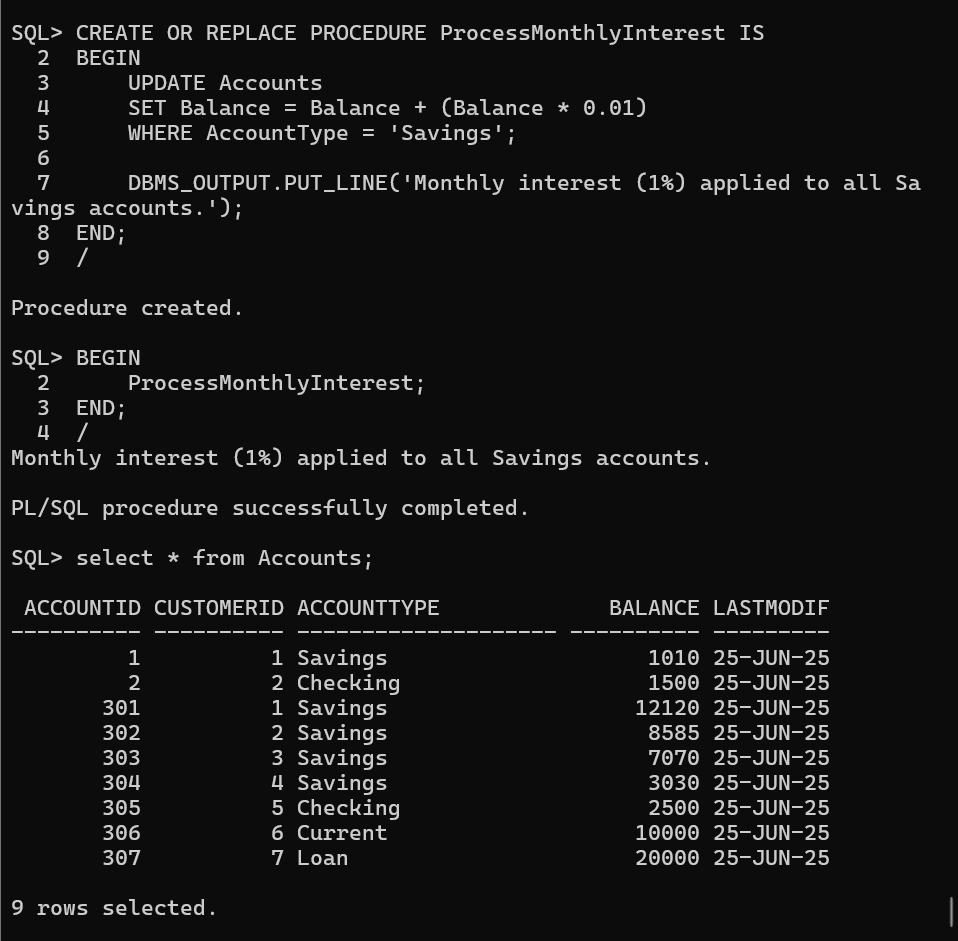 SQL> CREATE OR REPLACE PROCEDURE ProcessMonthlyInterest IS
  2  BEGIN
  3      UPDATE Accounts
  4      SET Balance = Balance + (Balance * 0.01)
  5      WHERE AccountType = 'Savings';
  6
  7      DBMS_OUTPUT.PUT_LINE('Monthly interest (1%) applied to all Sa
vings accounts.');
  8  END;
  9  /
Procedure created.
SQL> BEGIN
  2      ProcessMonthlyInterest;
  3  END;
  4  /
Monthly interest (1%) applied to all Savings accounts.
PL/SQL procedure successfully completed.
SQL> select * from Accounts;
 ACCOUNTID CUSTOMERID ACCOUNTTYPE             BALANCE LASTMODIF
---------- ---------- -------------------- ---------- ---------
         1          1 Savings                    1010 25-JUN-25
         2          2 Checking                   1500 25-JUN-25
       301          1 Savings                   12120 25-JUN-25
       302          2 Savings                    8585 25-JUN-25
       303          3 Savings                    7070 25-JUN-25
       304          4 Savings                    3030 25-JUN-25
       305          5 Checking                   2500 25-JUN-25
       306          6 Current                   10000 25-JUN-25
       307          7 Loan                      20000 25-JUN-25
9 rows selected.